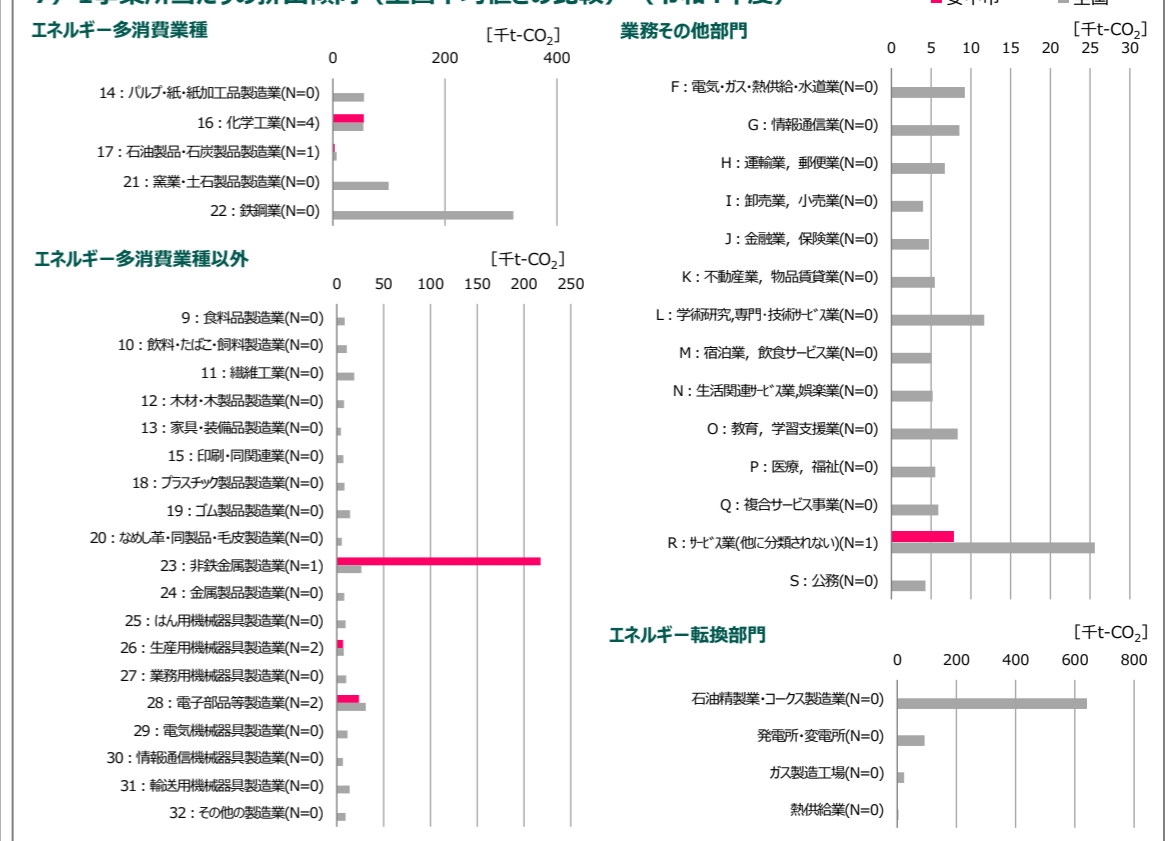 エネルギー多消費業種
[千t-CO2]
0 200 400
14：パルプ・紙・紙加工品製造業(N=0)
16：化学工業(N=4)
17：石油製品・石炭製品製造業(N=1)
21：窯業・土石製品製造業(N=0)
22：鉄鋼業(N=0)
エネルギー多消費業種以外
[千t-CO2]
0 50 100 150 200 250
9：食料品製造業(N=0)
10：飲料・たばこ・飼料製造業(N=0)
11：繊維工業(N=0)
12：木材・木製品製造業(N=0)
13：家具・装備品製造業(N=0)
15：印刷・同関連業(N=0)
18：プラスチック製品製造業(N=0)
19：ゴム製品製造業(N=0)
20：なめし革・同製品・毛皮製造業(N=0)
23：非鉄金属製造業(N=1)
24：金属製品製造業(N=0)
25：はん用機械器具製造業(N=0)
26：生産用機械器具製造業(N=2)
27：業務用機械器具製造業(N=0)
28：電子部品等製造業(N=2)
29：電気機械器具製造業(N=0)
30：情報通信機械器具製造業(N=0)
31：輸送用機械器具製造業(N=0)
32：その他の製造業(N=0)
業務その他部門
[千t-CO2]
0 5 10 15 20 25 30
F：電気・ガス・熱供給・水道業(N=0)
G：情報通信業(N=0)
H：運輸業，郵便業(N=0)
I：卸売業，小売業(N=0)
J：金融業，保険業(N=0)
K：不動産業，物品賃貸業(N=0)
L：学術研究,専門・技術ｻｰﾋﾞｽ業(N=0)
M：宿泊業，飲食サービス業(N=0)
N：生活関連ｻｰﾋﾞｽ業,娯楽業(N=0)
O：教育，学習支援業(N=0)
P：医療，福祉(N=0)
Q：複合サービス事業(N=0)
R：ｻｰﾋﾞｽ業(他に分類されない)(N=1)
S：公務(N=0)
エネルギー転換部門
[千t-CO2]
0 200 400 600 800
石油精製業・コークス製造業(N=0)
発電所・変電所(N=0)
ガス製造工場(N=0)
熱供給業(N=0)